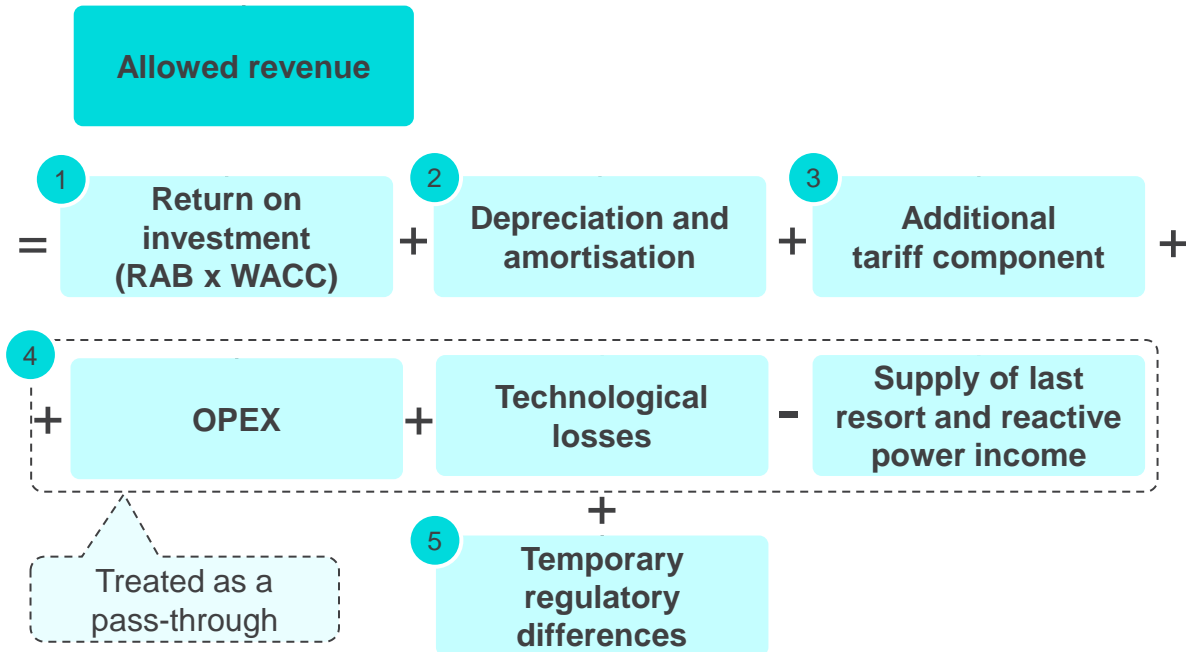 Allowed revenue
1
2
3
=
Return on
investment
(RAB x WACC)
+
Depreciation and
amortisation
+
Additional
tariff component
+
4
+
OPEX
+
Technological
losses
-
Supply of last
resort and reactive
power income
+
Treated as a
pass-through
5
Temporary
regulatory
differences